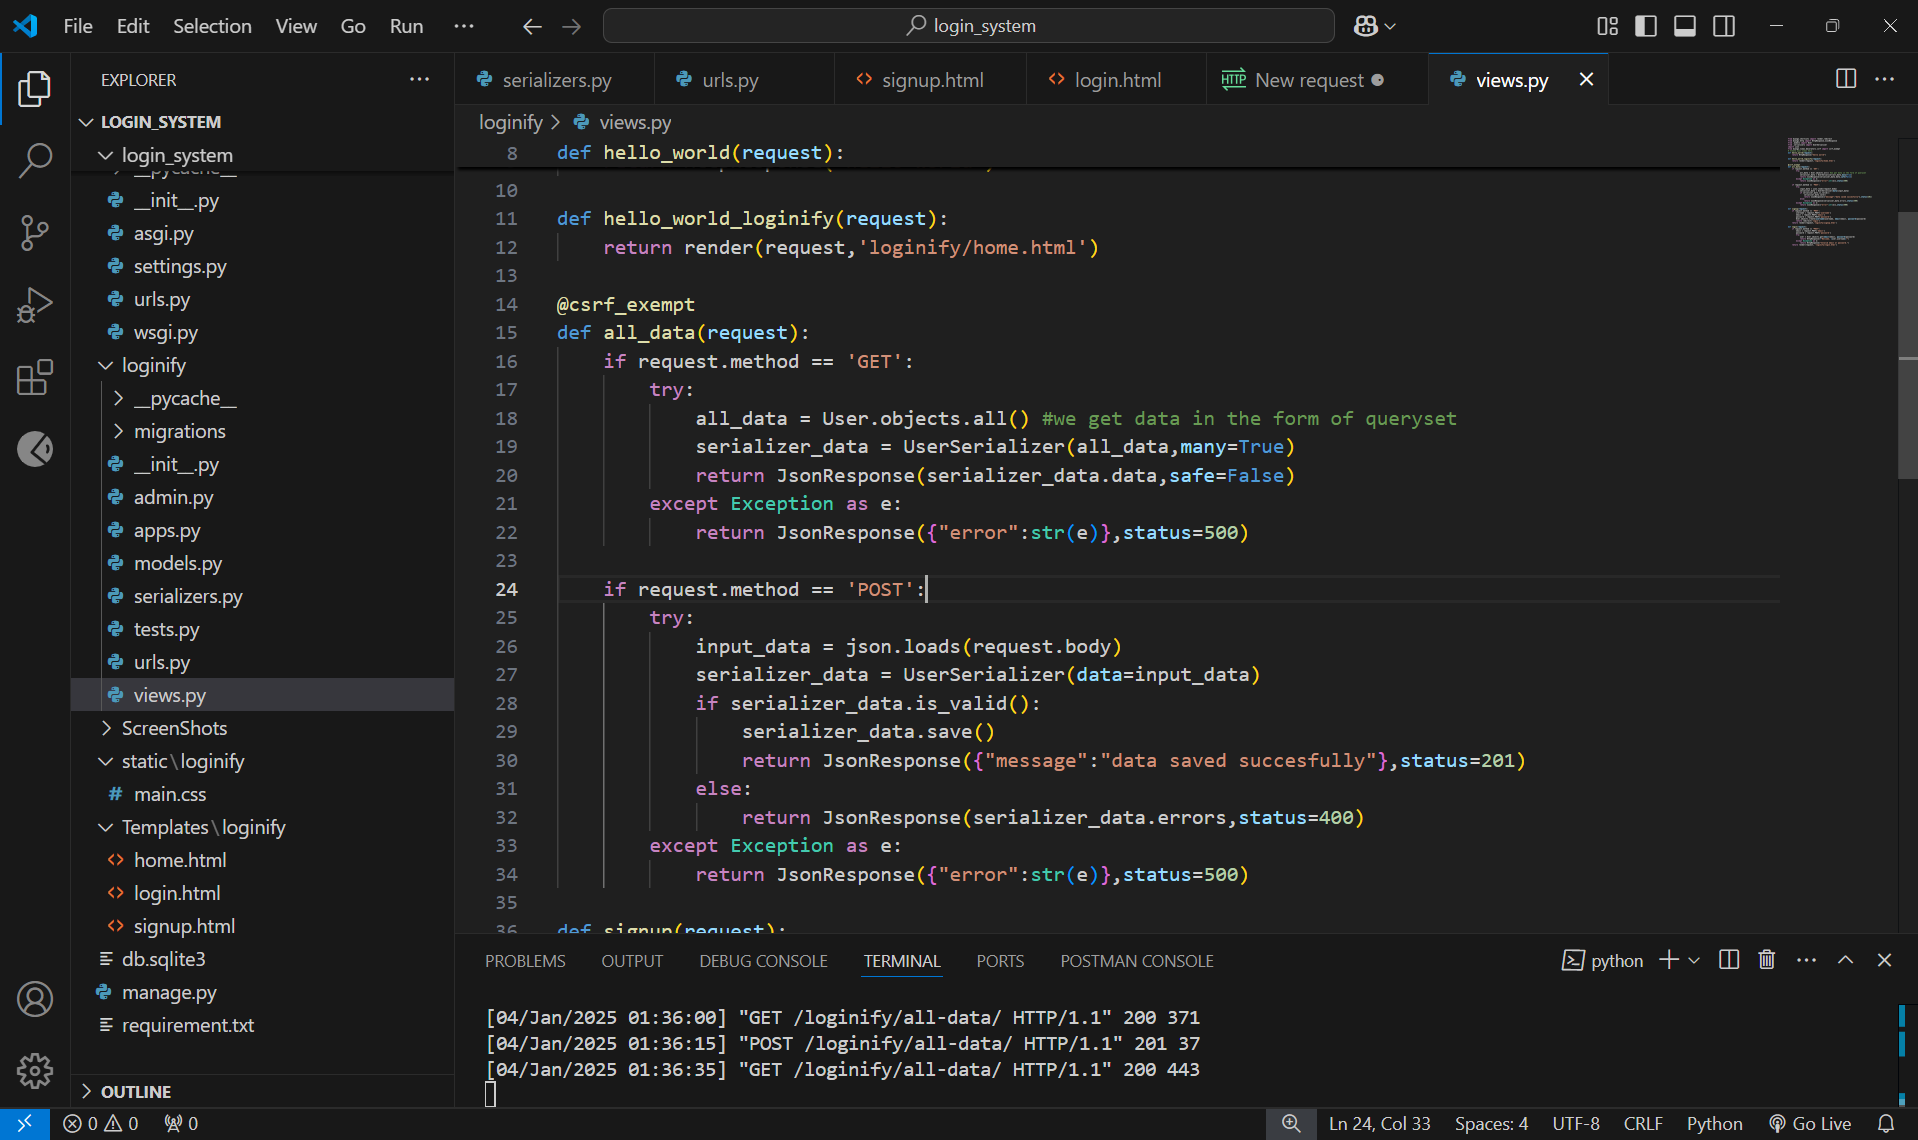 File Edit Selection View Go Run ··· login_system
EXPLORER ···
LOGIN_SYSTEM
login_system
__pycache__
__init__.py
asgi.py
settings.py
urls.py
wsgi.py
loginify
__pycache__
migrations
__init__.py
admin.py
apps.py
models.py
serializers.py
tests.py
urls.py
views.py
ScreenShots
static\loginify
main.css
Templates\loginify
home.html
login.html
signup.html
db.sqlite3
manage.py
requirement.txt
OUTLINE
serializers.py urls.py signup.html login.html HTTP New request views.py
loginify > views.py
8 def hello_world(request):
10
11 def hello_world_loginify(request):
12 return render(request,'loginify/home.html')
13
14 @csrf_exempt
15 def all_data(request):
16 if request.method == 'GET':
17 try:
18 all_data = User.objects.all() #we get data in the form of queryset
19 serializer_data = UserSerializer(all_data,many=True)
20 return JsonResponse(serializer_data.data,safe=False)
21 except Exception as e:
22 return JsonResponse({"error":str(e)},status=500)
23
24 if request.method == 'POST':
25 try:
26 input_data = json.loads(request.body)
27 serializer_data = UserSerializer(data=input_data)
28 if serializer_data.is_valid():
29 serializer_data.save()
30 return JsonResponse({"message":"data saved succesfully"},status=201)
31 else:
32 return JsonResponse(serializer_data.errors,status=400)
33 except Exception as e:
34 return JsonResponse({"error":str(e)},status=500)
35
36 def signup(request):
PROBLEMS OUTPUT DEBUG CONSOLE TERMINAL PORTS POSTMAN CONSOLE python
[04/Jan/2025 01:36:00] "GET /loginify/all-data/ HTTP/1.1" 200 371
[04/Jan/2025 01:36:15] "POST /loginify/all-data/ HTTP/1.1" 201 37
[04/Jan/2025 01:36:35] "GET /loginify/all-data/ HTTP/1.1" 200 443
0 0 0 Ln 24, Col 33 Spaces: 4 UTF-8 CRLF Python Go Live